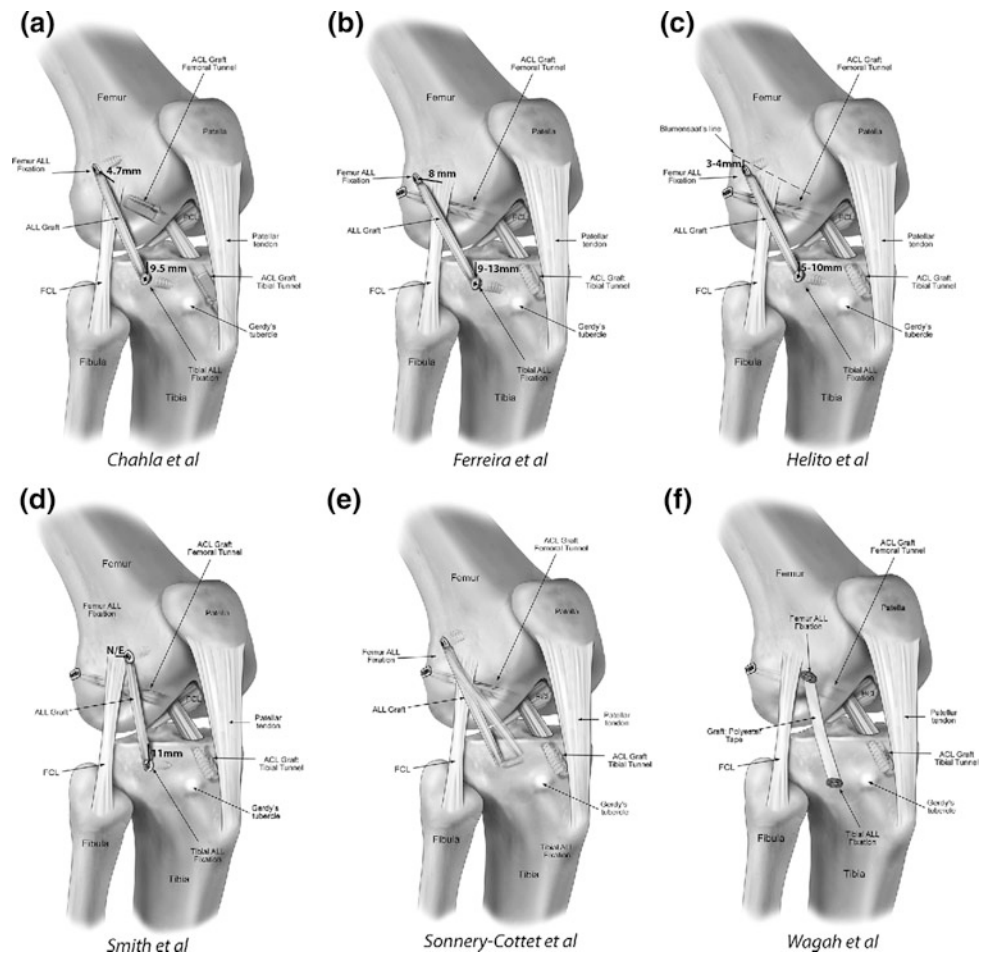 (a)
ACL Graft
Femoral Tunnel
Femur
Patella
Femur ALL
Fixation
4.7mm
ALL Graft
Patellar
tendon
9.5 mm
ACL Graft
Tibial Tunnel
FCL
Gerdy's
tubercle
Fibula
Tibial ALL
Fixation
Tibia
Chahla et al
(b)
ACL Graft
Femoral Tunnel
Femur
Patella
Femur ALL
Fixation
8 mm
ALL Graft
Patellar
tendon
9-13mm
ACL Graft
Tibial Tunnel
FCL
Gerdy's
tubercle
Fibula
Tibial ALL
Fixation
Tibia
Ferreira et al
(c)
ACL Graft
Femoral Tunnel
Femur
Blumensaat's line
Patella
3-4mm
Femur ALL
Fixation
ALL Graft
Patellar
tendon
5-10mm
ACL Graft
Tibial Tunnel
FCL
Gerdy's
tubercle
Fibula
Tibial ALL
Fixation
Tibia
Helito et al
(d)
ACL Graft
Femoral Tunnel
Femur
Femur ALL
Fixation
Patella
N/E
ALL Graft
Patellar
tendon
11mm
ACL Graft
Tibial Tunnel
FCL
Gerdy's
tubercle
Fibula
Tibial ALL
Fixation
Tibia
Smith et al
(e)
ACL Graft
Femoral Tunnel
Femur
Patella
Femur ALL
Fixation
ALL Graft
Patellar
tendon
ACL Graft
Tibial Tunnel
FCL
Gerdy's
tubercle
Fibula
Tibial ALL
Fixation
Tibia
Sonnery-Cottet et al
(f)
ACL Graft
Femoral Tunnel
Femur
Patella
Femur ALL
Fixation
Patellar
tendon
Graft: Polyester
Tape
ACL Graft
Tibial Tunnel
FCL
Gerdy's
tubercle
Fibula
Tibial ALL
Fixation
Tibia
Wagah et al